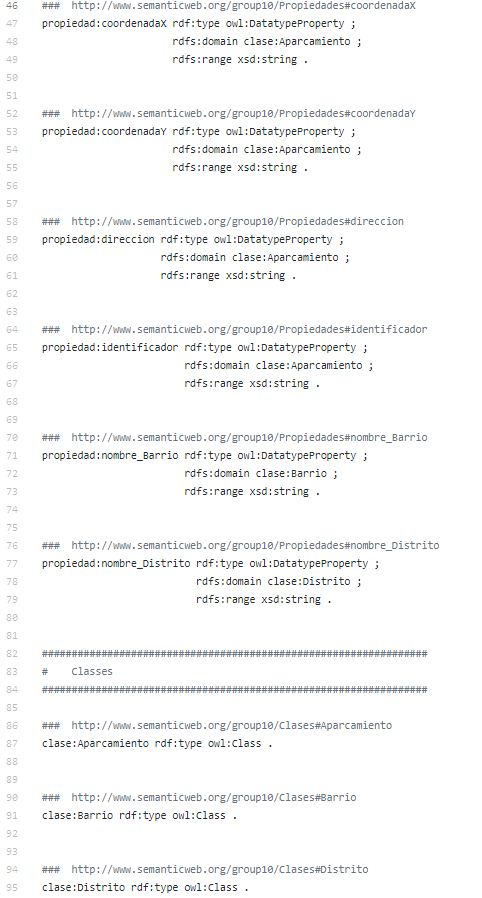 46 ###  http://www.semanticweb.org/group10/Propiedades#coordenadaX
47 propiedad:coordenadaX rdf:type owl:DatatypeProperty ;
48 rdfs:domain clase:Aparcamiento ;
49 rdfs:range xsd:string .
50
51
52 ###  http://www.semanticweb.org/group10/Propiedades#coordenadaY
53 propiedad:coordenadaY rdf:type owl:DatatypeProperty ;
54 rdfs:domain clase:Aparcamiento ;
55 rdfs:range xsd:string .
56
57
58 ###  http://www.semanticweb.org/group10/Propiedades#direccion
59 propiedad:direccion rdf:type owl:DatatypeProperty ;
60 rdfs:domain clase:Aparcamiento ;
61 rdfs:range xsd:string .
62
63
64 ###  http://www.semanticweb.org/group10/Propiedades#identificador
65 propiedad:identificador rdf:type owl:DatatypeProperty ;
66 rdfs:domain clase:Aparcamiento ;
67 rdfs:range xsd:string .
68
69
70 ###  http://www.semanticweb.org/group10/Propiedades#nombre_Barrio
71 propiedad:nombre_Barrio rdf:type owl:DatatypeProperty ;
72 rdfs:domain clase:Barrio ;
73 rdfs:range xsd:string .
74
75
76 ###  http://www.semanticweb.org/group10/Propiedades#nombre_Distrito
77 propiedad:nombre_Distrito rdf:type owl:DatatypeProperty ;
78 rdfs:domain clase:Distrito ;
79 rdfs:range xsd:string .
80
81
82 #################################################################
83 #    Classes
84 #################################################################
85
86 ###  http://www.semanticweb.org/group10/Clases#Aparcamiento
87 clase:Aparcamiento rdf:type owl:Class .
88
89
90 ###  http://www.semanticweb.org/group10/Clases#Barrio
91 clase:Barrio rdf:type owl:Class .
92
93
94 ###  http://www.semanticweb.org/group10/Clases#Distrito
95 clase:Distrito rdf:type owl:Class .